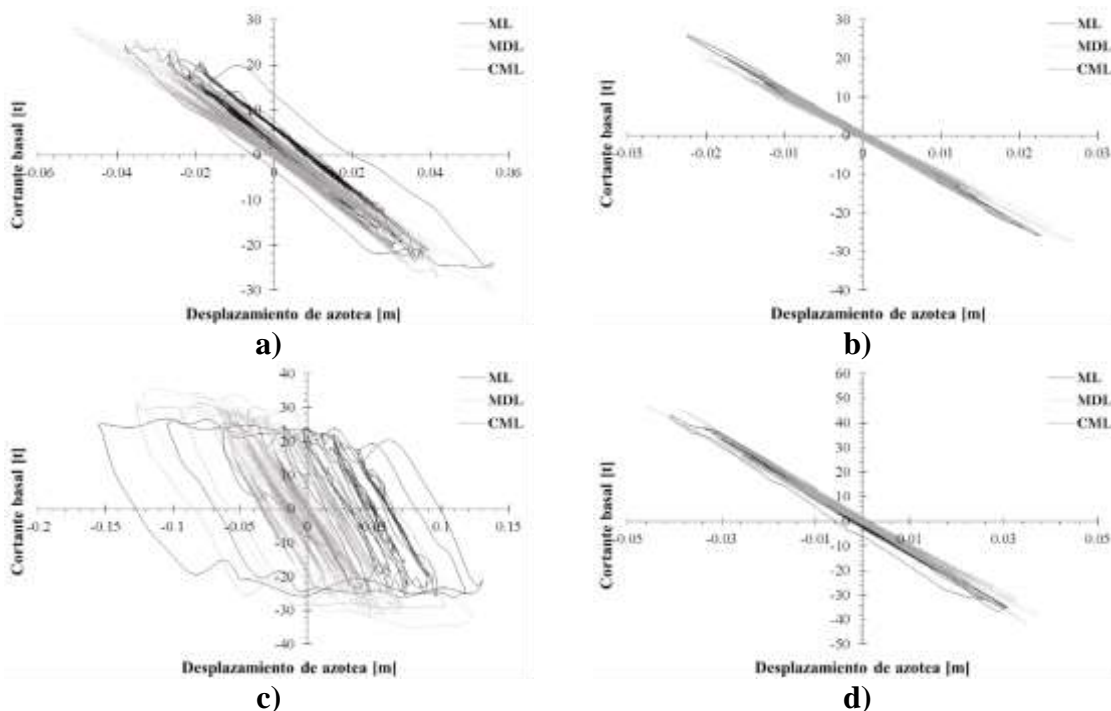 30
20
10
0
-10
-20
-30
-0.06
-0.04
-0.02
0
0.02
0.04
0.06
Cortante basal [t]
Desplazamiento de azotea [m]
ML
MDL
CML
a)
30
20
10
0
-10
-20
-30
-40
-0.03
-0.02
-0.01
0
0.01
0.02
0.03
Cortante basal [t]
Desplazamiento de azotea [m]
ML
MDL
CML
b)
40
30
20
10
0
-10
-20
-30
-40
-0.2
-0.15
-0.1
-0.05
0
0.05
0.1
0.15
Cortante basal [t]
Desplazamiento de azotea [m]
ML
MDL
CML
c)
60
50
40
30
20
10
0
-10
-20
-30
-40
-50
-0.05
-0.03
-0.01
0.01
0.03
0.05
Cortante basal [t]
Desplazamiento de azotea [m]
ML
MDL
CML
d)